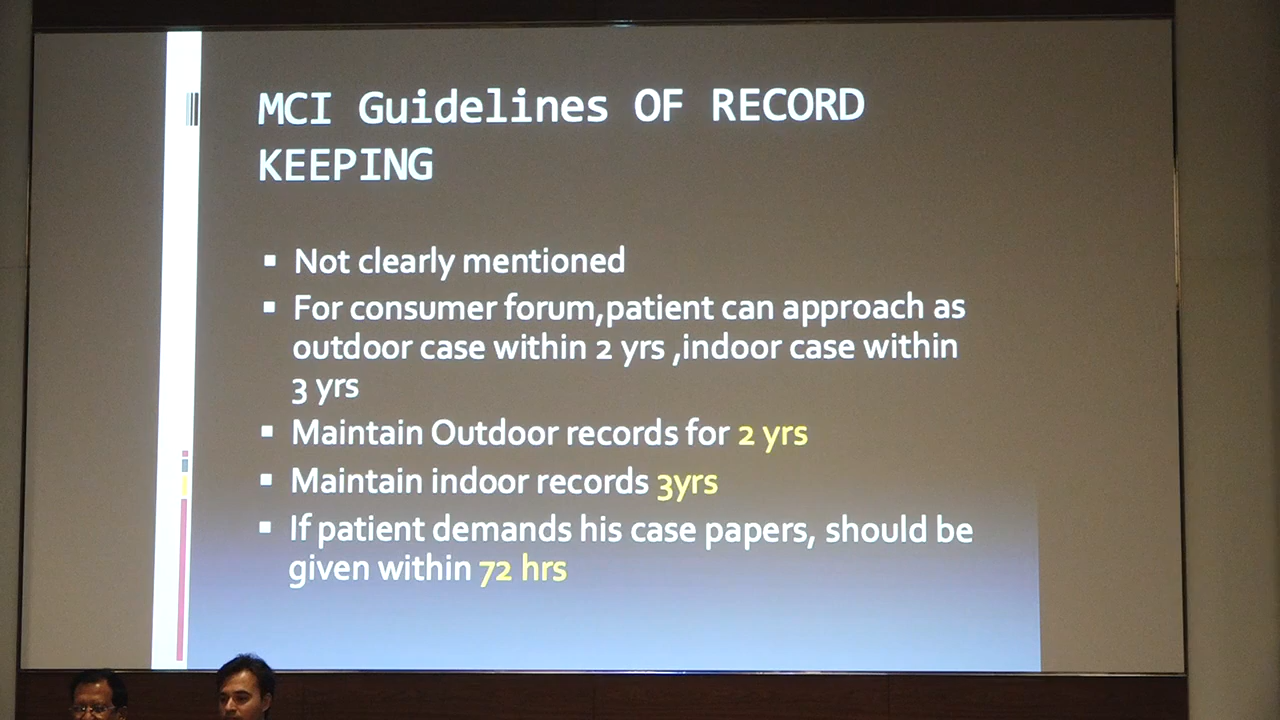 MCI Guidelines OF RECORD
KEEPING
▪ Not clearly mentioned
▪ For consumer forum,patient can approach as
outdoor case within 2 yrs ,indoor case within
3 yrs
▪ Maintain Outdoor records for 2 yrs
▪ Maintain indoor records 3yrs
▪ If patient demands his case papers, should be
given within 72 hrs